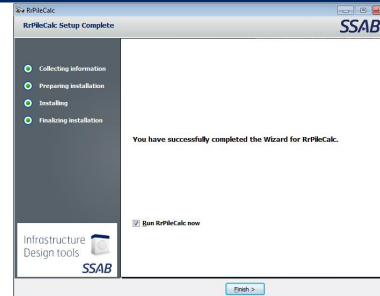 RrPileCalc
RrPileCalc Setup Complete
SSAB
Collecting information
Preparing installation
Installing
Finalizing installation
You have successfully completed the Wizard for RrPileCalc.
Run RrPileCalc now
Infrastructure
Design tools
SSAB
Finish >